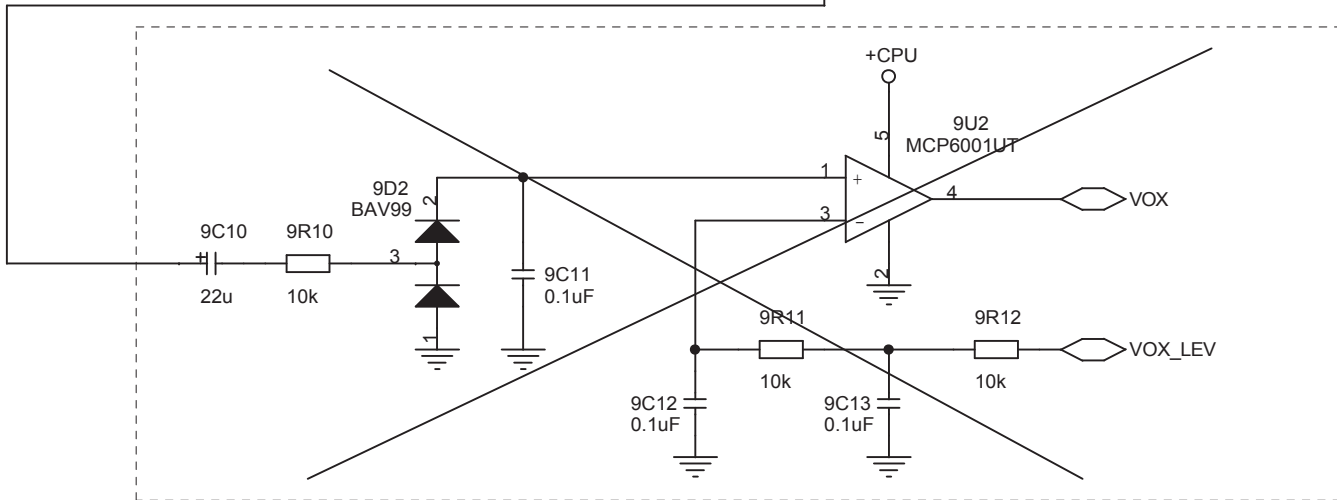 +CPU
9U2
MCP6001UT
5
1
+
3
−
4
2
VOX
9D2
BAV99
2
3
1
9C10
+
22u
9R10
10k
9C11
0.1uF
9R11
10k
9R12
10k
VOX_LEV
9C12
0.1uF
9C13
0.1uF